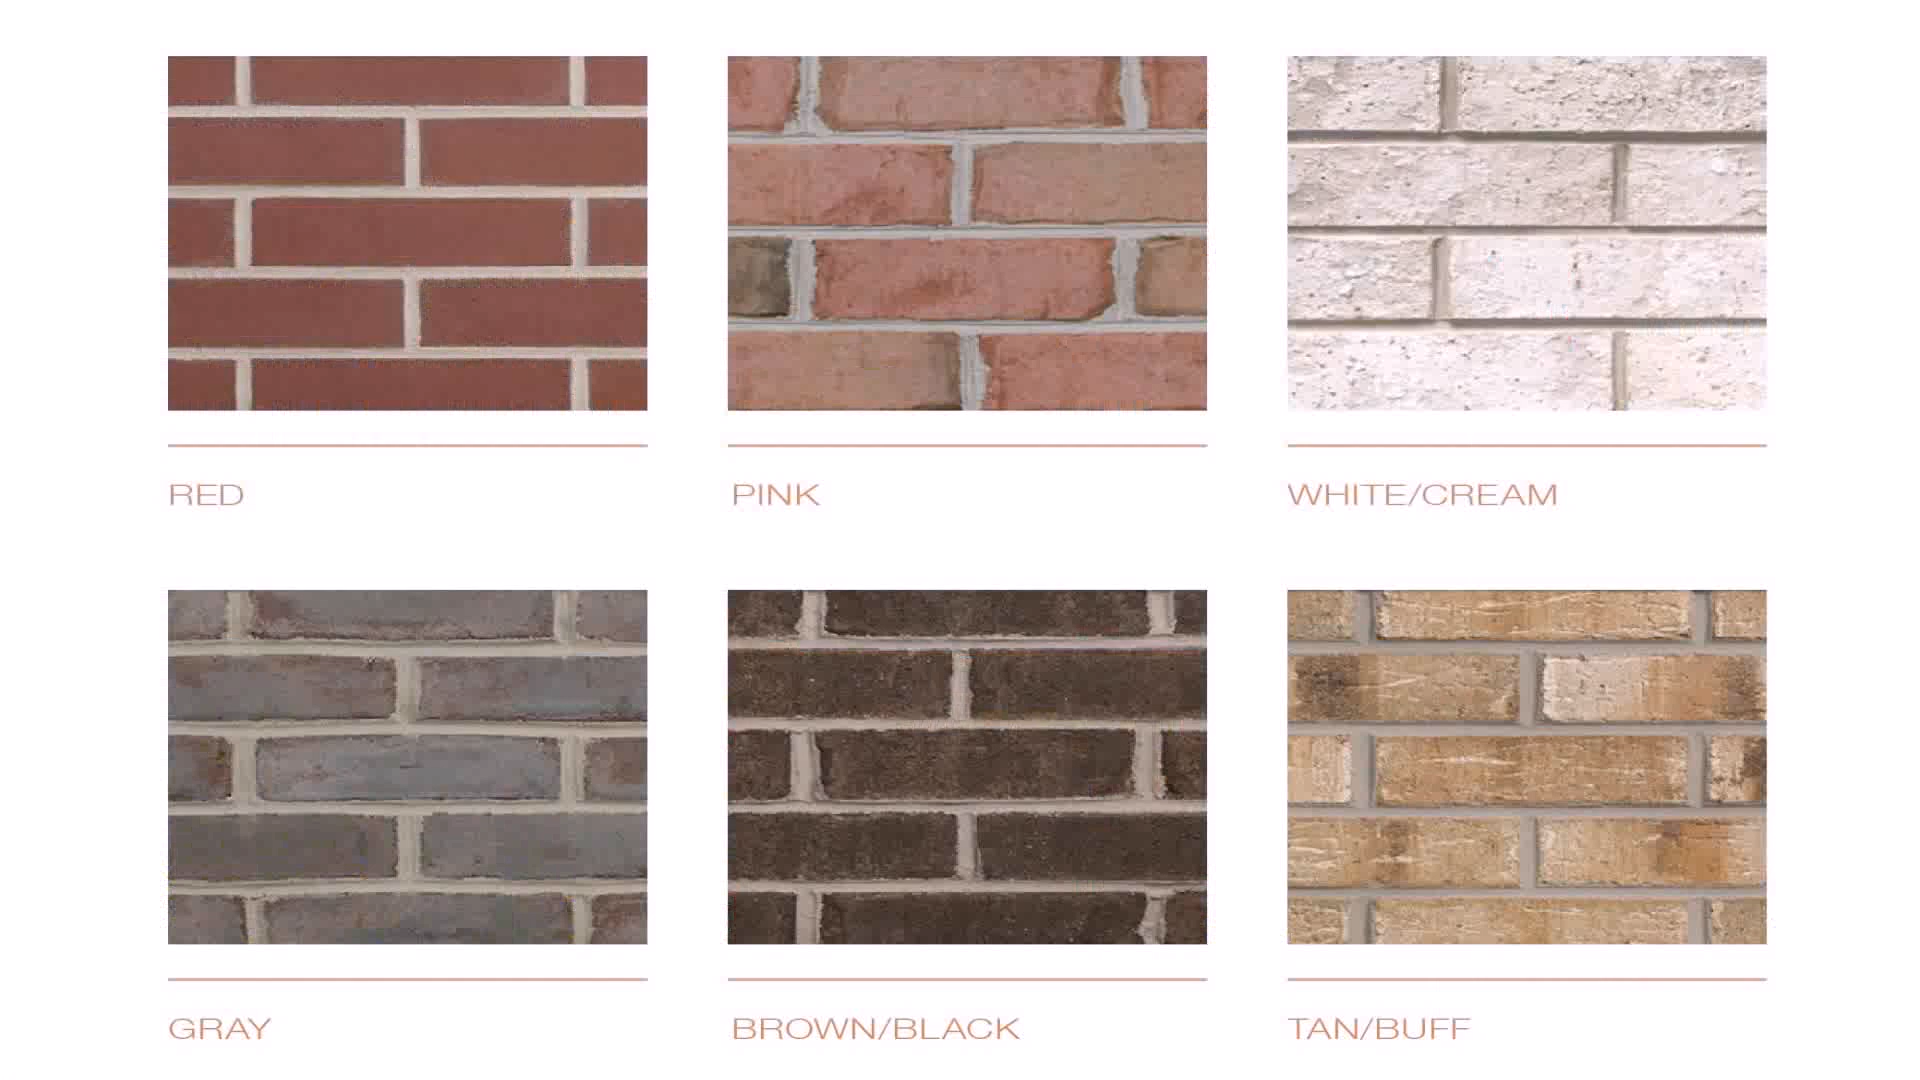 RED
PINK
WHITE/CREAM
GRAY
BROWN/BLACK
TAN/BUFF